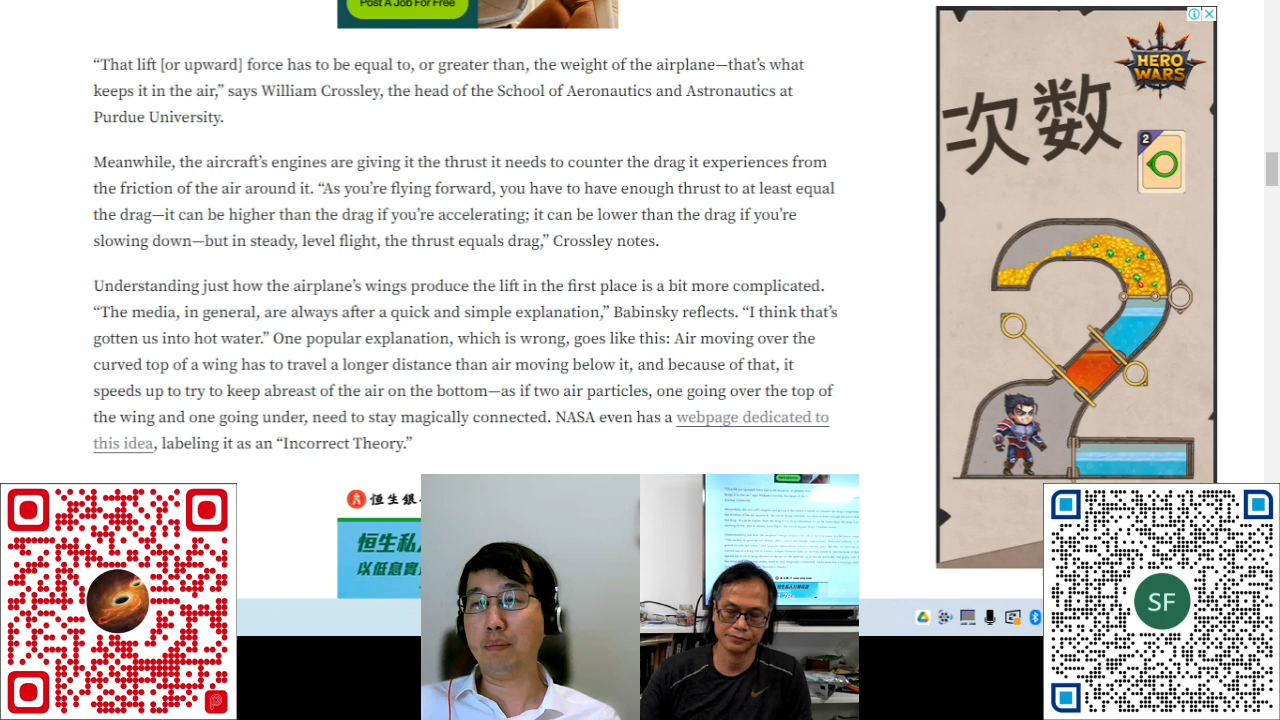 Post A Job For Free
“That lift [or upward] force has to be equal to, or greater than, the weight of the airplane—that’s what
keeps it in the air,” says William Crossley, the head of the School of Aeronautics and Astronautics at
Purdue University.
Meanwhile, the aircraft’s engines are giving it the thrust it needs to counter the drag it experiences from
the friction of the air around it. “As you’re flying forward, you have to have enough thrust to at least equal
the drag—it can be higher than the drag if you’re accelerating; it can be lower than the drag if you’re
slowing down—but in steady, level flight, the thrust equals drag,” Crossley notes.
Understanding just how the airplane’s wings produce the lift in the first place is a bit more complicated.
“The media, in general, are always after a quick and simple explanation,” Babinsky reflects. “I think that’s
gotten us into hot water.” One popular explanation, which is wrong, goes like this: Air moving over the
curved top of a wing has to travel a longer distance than air moving below it, and because of that, it
speeds up to try to keep abreast of the air on the bottom—as if two air particles, one going over the top of
the wing and one going under, need to stay magically connected. NASA even has a webpage dedicated to
this idea, labeling it as an “Incorrect Theory.”
HERO
WARS
次数
2
恒生銀
恒生私
以低息貸
SF